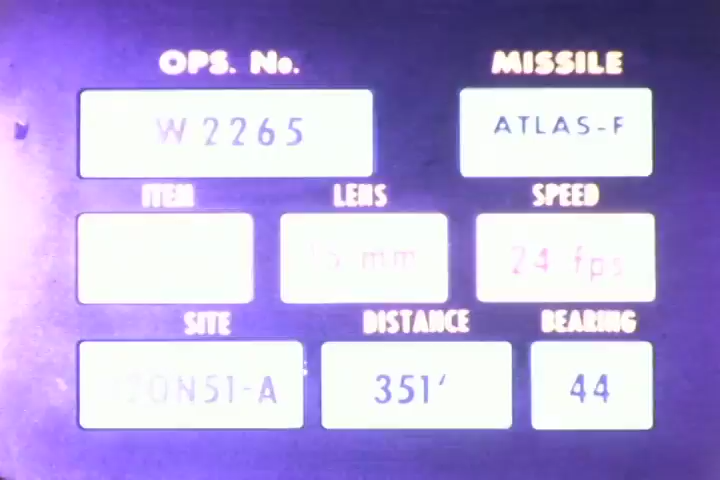 OPS. No. MISSILE
W 2265 ATLAS-F
ITEM LENS SPEED
mm 24 fps
SITE DISTANCE BEARING
351' 44